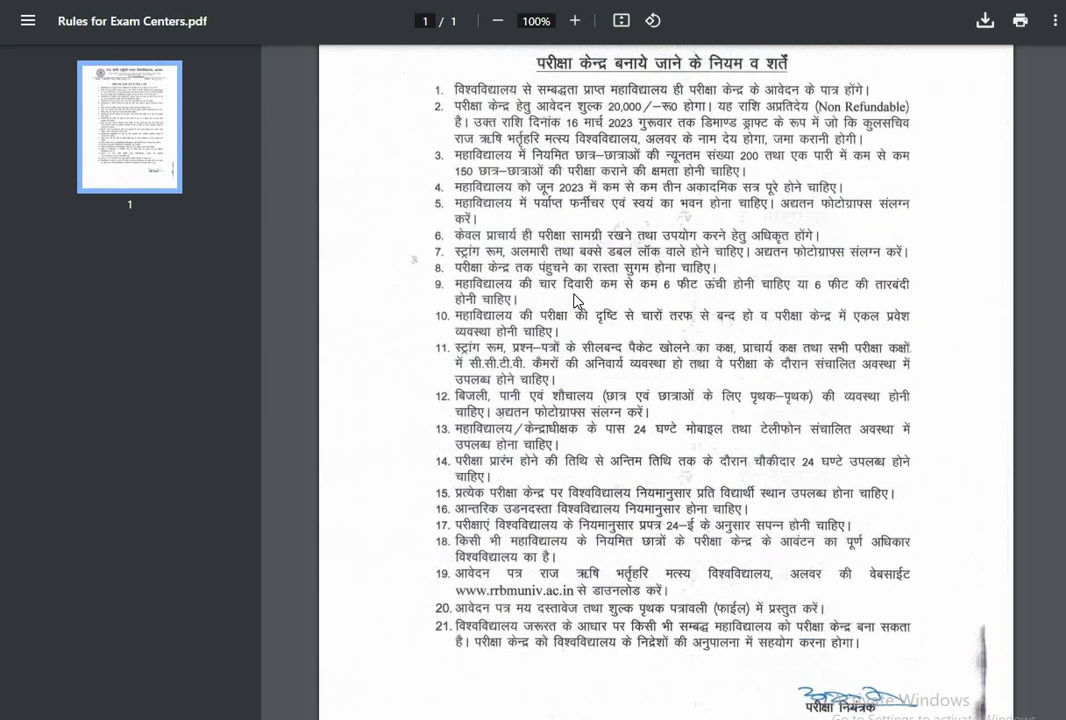 Rules for Exam Centers.pdf
1 / 1
100%
1
परीक्षा केन्द्र बनाये जाने के नियम व शर्तें
1. विश्वविद्यालय से सम्बद्धता प्राप्त महाविद्यालय ही परीक्षा केन्द्र के आवेदन के पात्र होंगे।
2. परीक्षा केन्द्र हेतु आवेदन शुल्क 20,000/–रू0 होगा। यह राशि अप्रतिदेय (Non Refundable)
है। उक्त राशि दिनांक 16 मार्च 2023 गुरूवार तक डिमाण्ड ड्राफ्ट के रूप में जो कि कुलसचिव
राज ऋषि भर्तृहरि मत्स्य विश्वविद्यालय, अलवर के नाम देय होगा, जमा करानी होगी।
3. महाविद्यालय में नियमित छात्र–छात्राओं की न्यूनतम संख्या 200 तथा एक पारी में कम से कम
150 छात्र–छात्राओं की परीक्षा कराने की क्षमता होनी चाहिए।
4. महाविद्यालय को जून 2023 में कम से कम तीन अकादमिक सत्र पूरे होने चाहिए।
5. महाविद्यालय में पर्याप्त फर्नीचर एवं स्वयं का भवन होना चाहिए। अद्यतन फोटोग्राफ्स संलग्न
करें।
6. केवल प्राचार्य ही परीक्षा सामग्री रखने तथा उपयोग करने हेतु अधिकृत होंगे।
7. स्ट्रांग रूम, अलमारी तथा बक्से डबल लॉक वाले होने चाहिए। अद्यतन फोटोग्राफ्स संलग्न करें।
8. परीक्षा केन्द्र तक पंहुचने का रास्ता सुगम होना चाहिए।
9. महाविद्यालय की चार दिवारी कम से कम 6 फीट ऊंची होनी चाहिए या 6 फीट की तारबंदी
होनी चाहिए।
10. महाविद्यालय की परीक्षा की दृष्टि से चारों तरफ से बन्द हो व परीक्षा केन्द्र में एकल प्रवेश
व्यवस्था होनी चाहिए।
11. स्ट्रांग रूम, प्रश्न–पत्रों के सीलबन्द पैकेट खोलने का कक्ष, प्राचार्य कक्ष तथा सभी परीक्षा कक्षों
में सी.सी.टी.वी. कैमरों की अनिवार्य व्यवस्था हो तथा वे परीक्षा के दौरान संचालित अवस्था में
उपलब्ध होने चाहिए।
12. बिजली, पानी एवं शौचालय (छात्र एवं छात्राओं के लिए पृथक–पृथक) की व्यवस्था होनी
चाहिए। अद्यतन फोटोग्राफ्स संलग्न करें।
13. महाविद्यालय/केन्द्राधीक्षक के पास 24 घण्टे मोबाइल तथा टेलीफोन संचालित अवस्था में
उपलब्ध होना चाहिए।
14. परीक्षा प्रारंभ होने की तिथि से अन्तिम तिथि तक के दौरान चौकीदार 24 घण्टे उपलब्ध होने
चाहिए।
15. प्रत्येक परीक्षा केन्द्र पर विश्वविद्यालय नियमानुसार प्रति विद्यार्थी स्थान उपलब्ध होना चाहिए।
16. आन्तरिक उडनदस्ता विश्वविद्यालय नियमानुसार होना चाहिए।
17. परीक्षाएं विश्वविद्यालय के नियमानुसार प्रपत्र 24–ई के अनुसार सपन्न होनी चाहिए।
18. किसी भी महाविद्यालय के नियमित छात्रों के परीक्षा केन्द्र के आवंटन का पूर्ण अधिकार
विश्वविद्यालय का है।
19. आवेदन पत्र राज ऋषि भर्तृहरि मत्स्य विश्वविद्यालय, अलवर की वेबसाईट
www.rrbmuniv.ac.in से डाउनलोड करें।
20. आवेदन पत्र मय दस्तावेज तथा शुल्क पृथक पत्रावली (फाईल) में प्रस्तुत करें।
21. विश्वविद्यालय जरूरत के आधार पर किसी भी सम्बद्ध महाविद्यालय को परीक्षा केन्द्र बना सकता
है। परीक्षा केन्द्र को विश्वविद्यालय के निद्रेशों की अनुपालना में सहयोग करना होगा।
Activate Windows
परीक्षा नियंत्रक
Go to Settings to activate Windows.